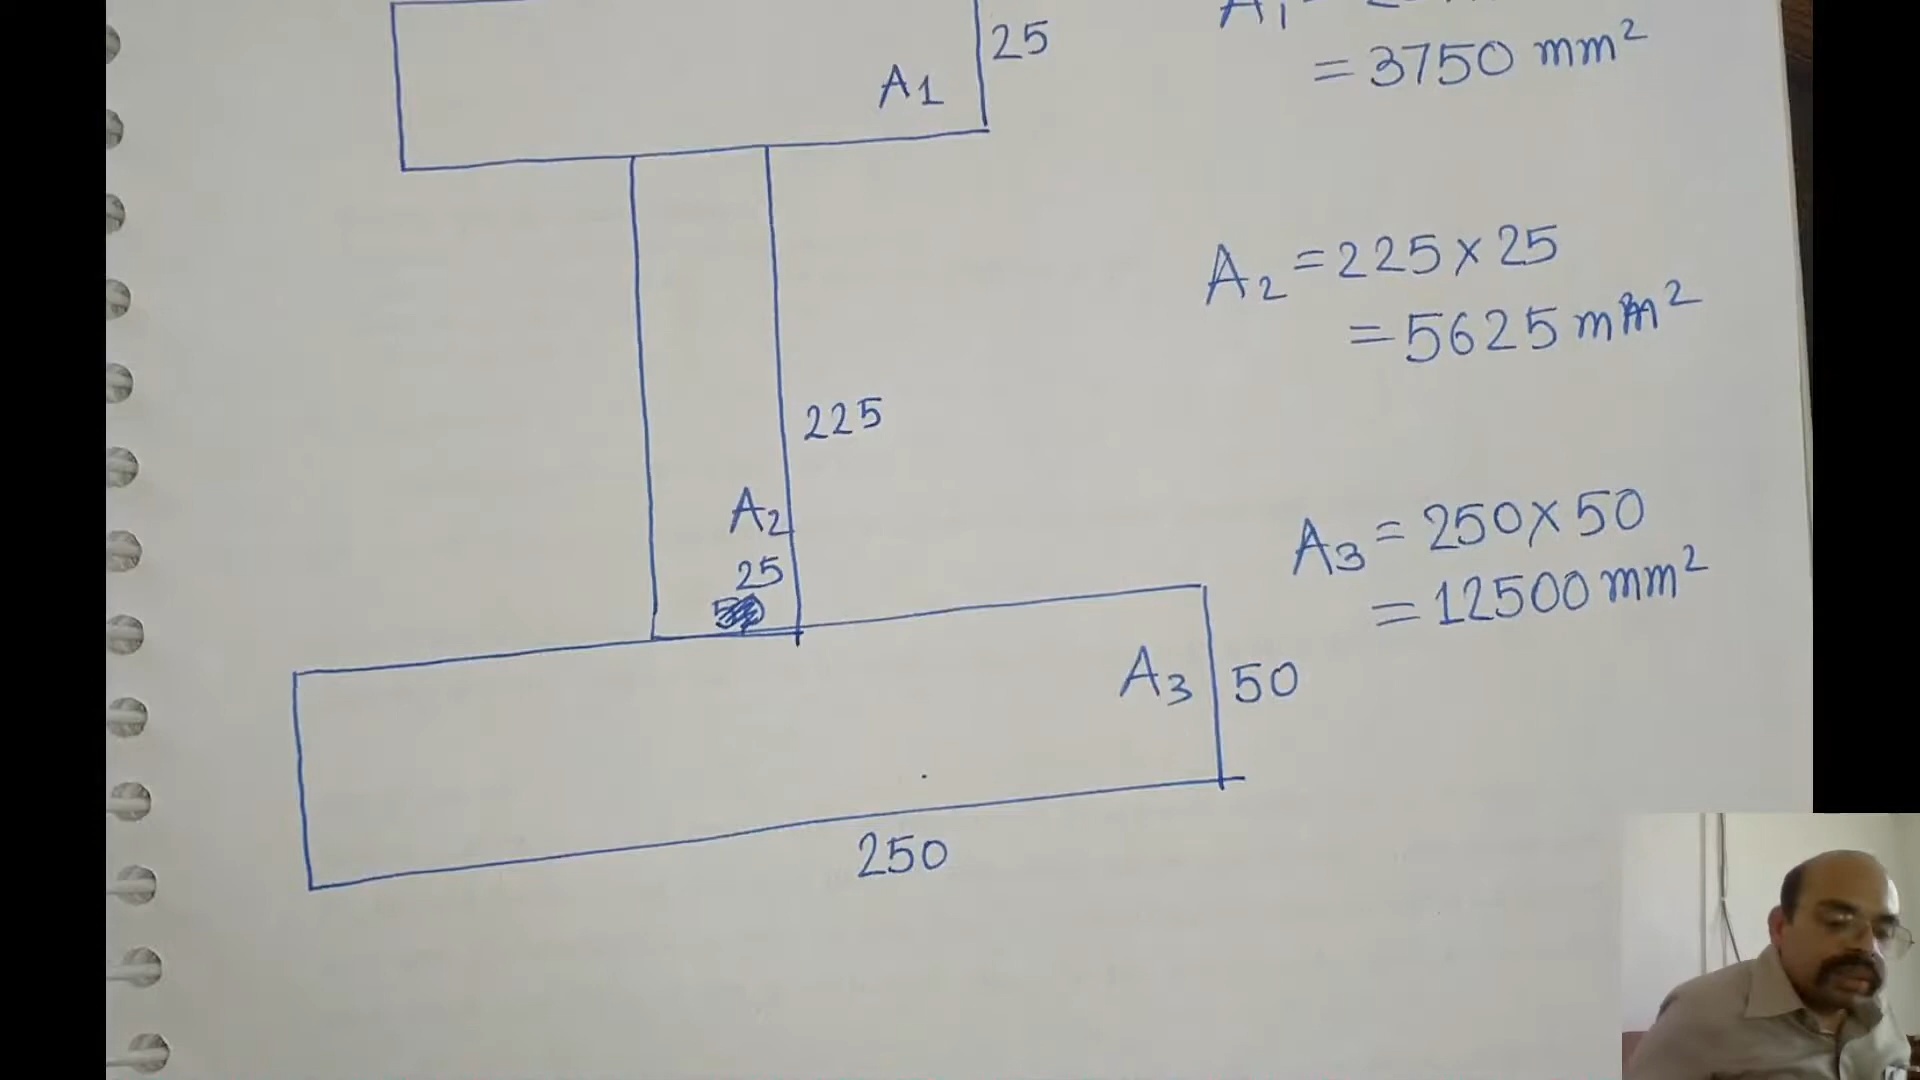 A1
25
A1 =
= 3750 mm²
225
A2 = 225 x 25
= 5625 mm²
A2
25
A3 = 250 x 50
= 12500 mm²
A3
50
250